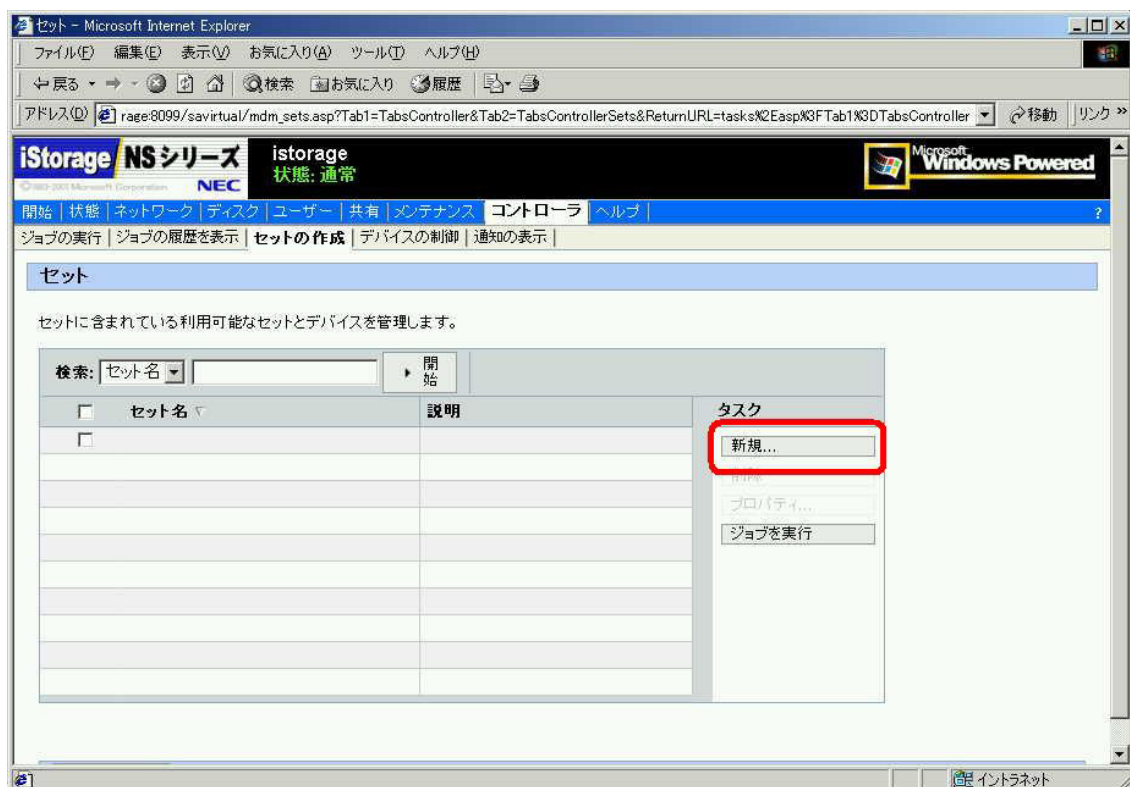 セット - Microsoft Internet Explorer
ファイル(F) 編集(E) 表示(V) お気に入り(A) ツール(T) ヘルプ(H)
戻る 検索 お気に入り 履歴
アドレス(D) rage:8099/savirtual/mdm_sets.asp?Tab1=TabsController&Tab2=TabsControllerSets&ReturnURL=tasks%2Easp%3FTab1%3DTabsController 移動 リンク »
iStorage NSシリーズ istorage Microsoft Windows Powered
NEC 状態: 通常
開始 | 状態 | ネットワーク | ディスク | ユーザー | 共有 | メンテナンス | コントローラ | ヘルプ | ?
ジョブの実行 | ジョブの履歴を表示 | セットの作成 | デバイスの制御 | 通知の表示 |
セット
セットに含まれている利用可能なセットとデバイスを管理します。
検索: セット名 開始
セット名 説明 タスク
新規...
削除
プロパティ...
ジョブを実行
イントラネット